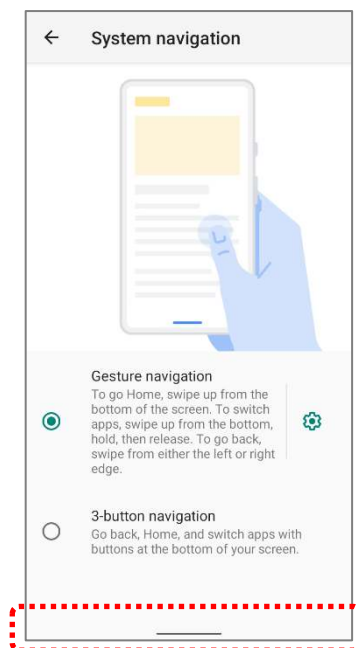 System navigation
Gesture navigation
To go Home, swipe up from the
bottom of the screen. To switch
apps, swipe up from the bottom,
hold, then release. To go back,
swipe from either the left or right
edge.
3-button navigation
Go back, Home, and switch apps with
buttons at the bottom of your screen.